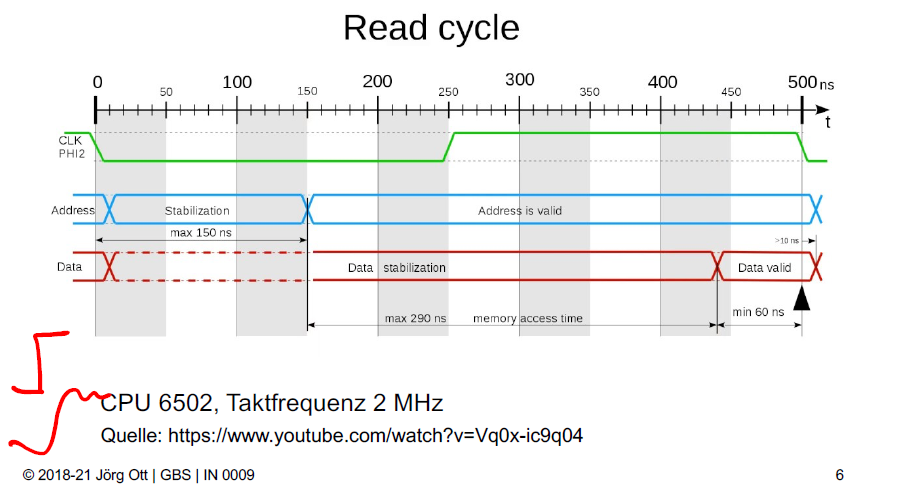 Read cycle
0 50 100 150 200 250 300 350 400 450 500 ns
t
CLK
PHI2
Address Stabilization Address is valid
max 150 ns >10 ns
Data Data stabilization Data valid
max 290 ns memory access time min 60 ns
CPU 6502, Taktfrequenz 2 MHz
Quelle: https://www.youtube.com/watch?v=Vq0x-ic9q04
© 2018-21 Jörg Ott | GBS | IN 0009 6